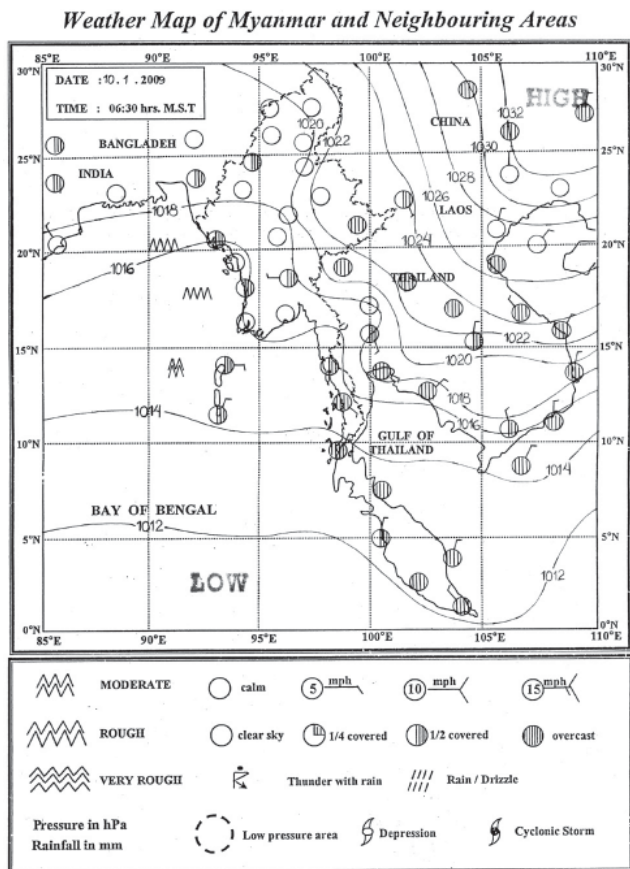 Weather Map of Myanmar and Neighbouring Areas
85°E 90°E 95°E 100°E 105°E 110°E
30°N 30°N
DATE :10.1.2009
TIME : 06:30 hrs. M.S.T
HIGH
CHINA
1032
1020
1022
1030
BANGLADEH
25°N 25°N
INDIA
1028
1026
LAOS
1018
1024
20°N 20°N
1016
THAILAND
1022
15°N 15°N
1020
1018
1014
1016
GULF OF
THAILAND
10°N 10°N
1014
BAY OF BENGAL
1012
5°N 5°N
1012
LOW
0°N 0°N
85°E 90°E 95°E 100°E 105°E 110°E
MODERATE calm 5 mph 10 mph 15 mph
ROUGH clear sky 1/4 covered 1/2 covered overcast
VERY ROUGH Thunder with rain Rain / Drizzle
Pressure in hPa
Rainfall in mm
Low pressure area Depression Cyclonic Storm